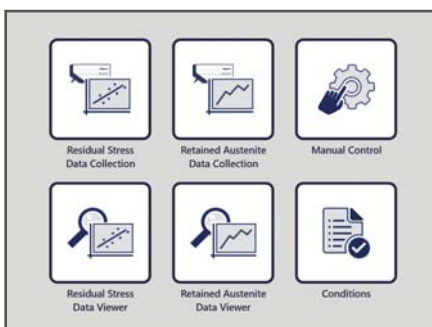 Residual Stress
Data Collection
Retained Austenite
Data Collection
Manual Control
Residual Stress
Data Viewer
Retained Austenite
Data Viewer
Conditions